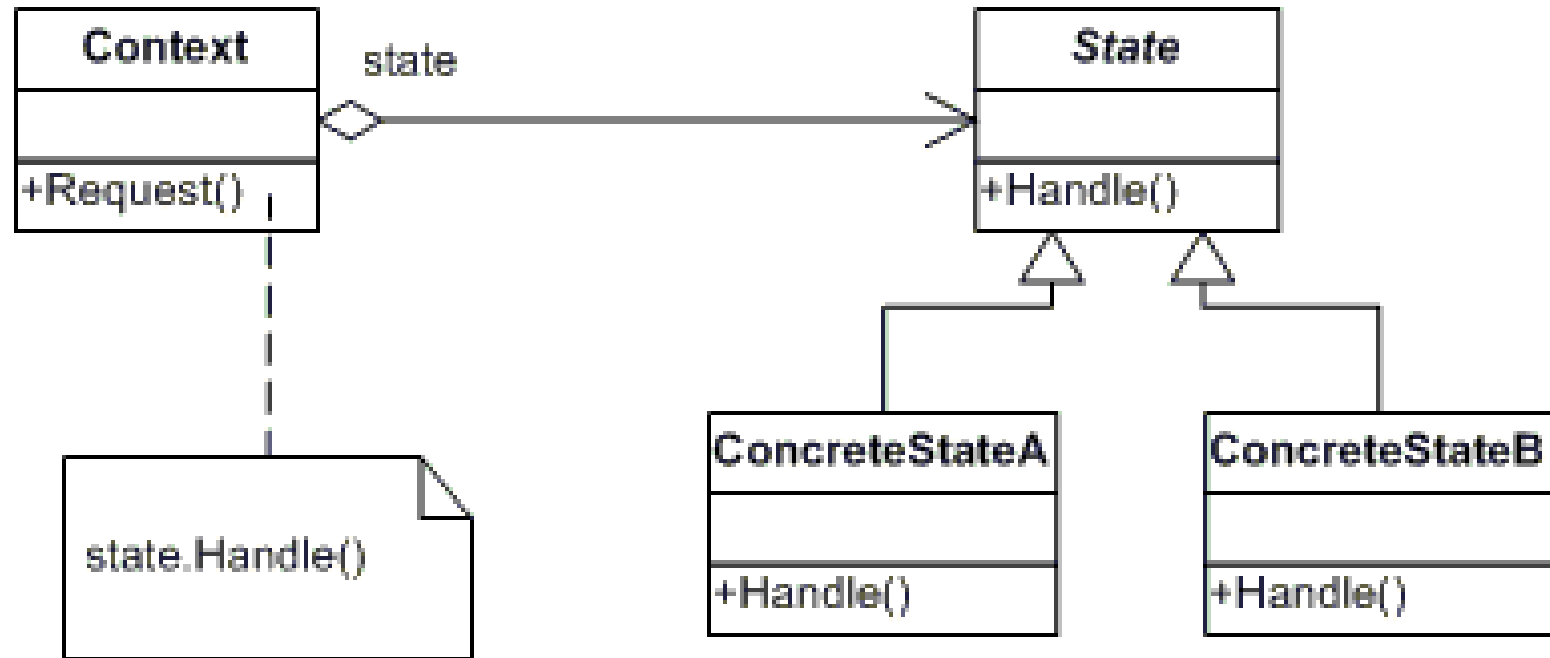 Context
state
State
+Request()
+Handle()
state.Handle()
ConcreteStateA
ConcreteStateB
+Handle()
+Handle()